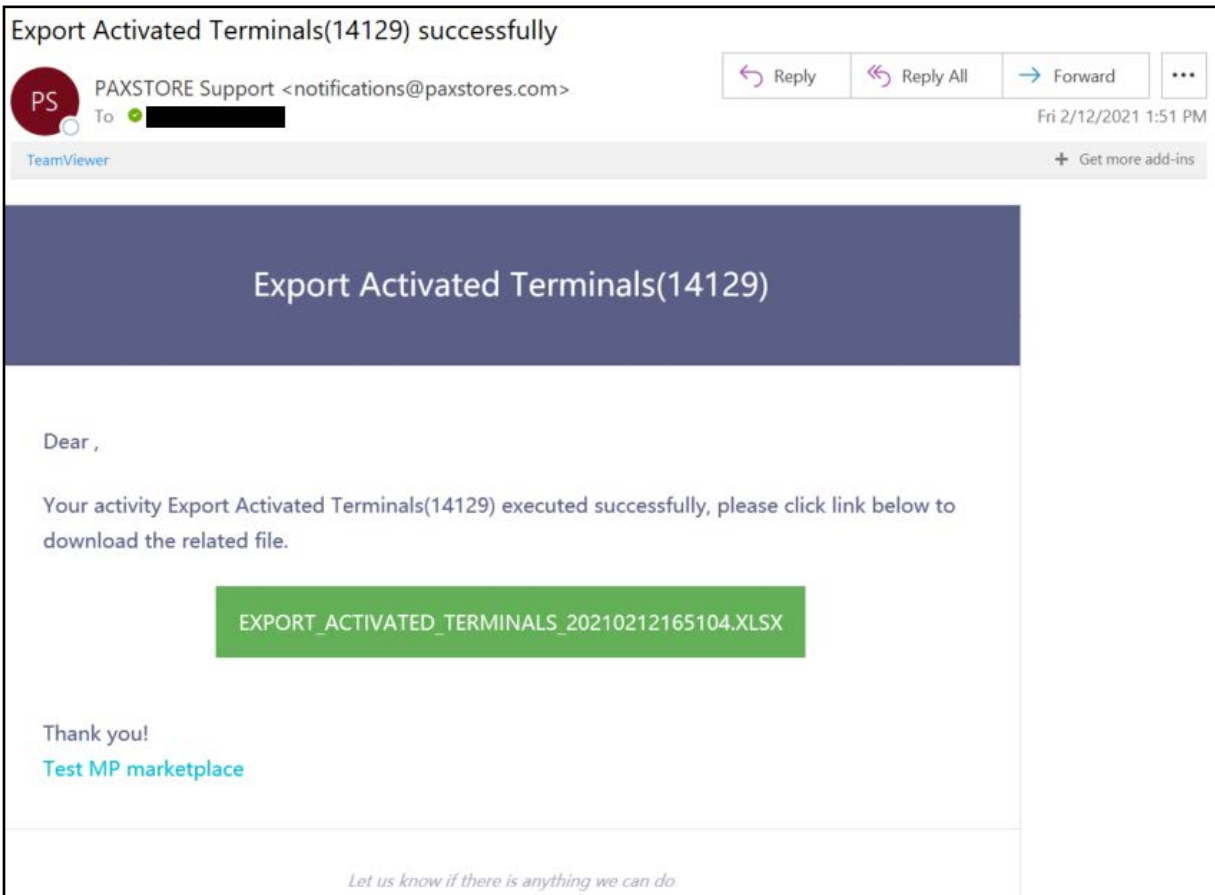 Export Activated Terminals(14129) successfully
PS
PAXSTORE Support <notifications@paxstores.com>
To
Reply
Reply All
Forward
Fri 2/12/2021 1:51 PM
TeamViewer
+ Get more add-ins
Export Activated Terminals(14129)
Dear ,
Your activity Export Activated Terminals(14129) executed successfully, please click link below to
download the related file.
EXPORT_ACTIVATED_TERMINALS_20210212165104.XLSX
Thank you!
Test MP marketplace
Let us know if there is anything we can do